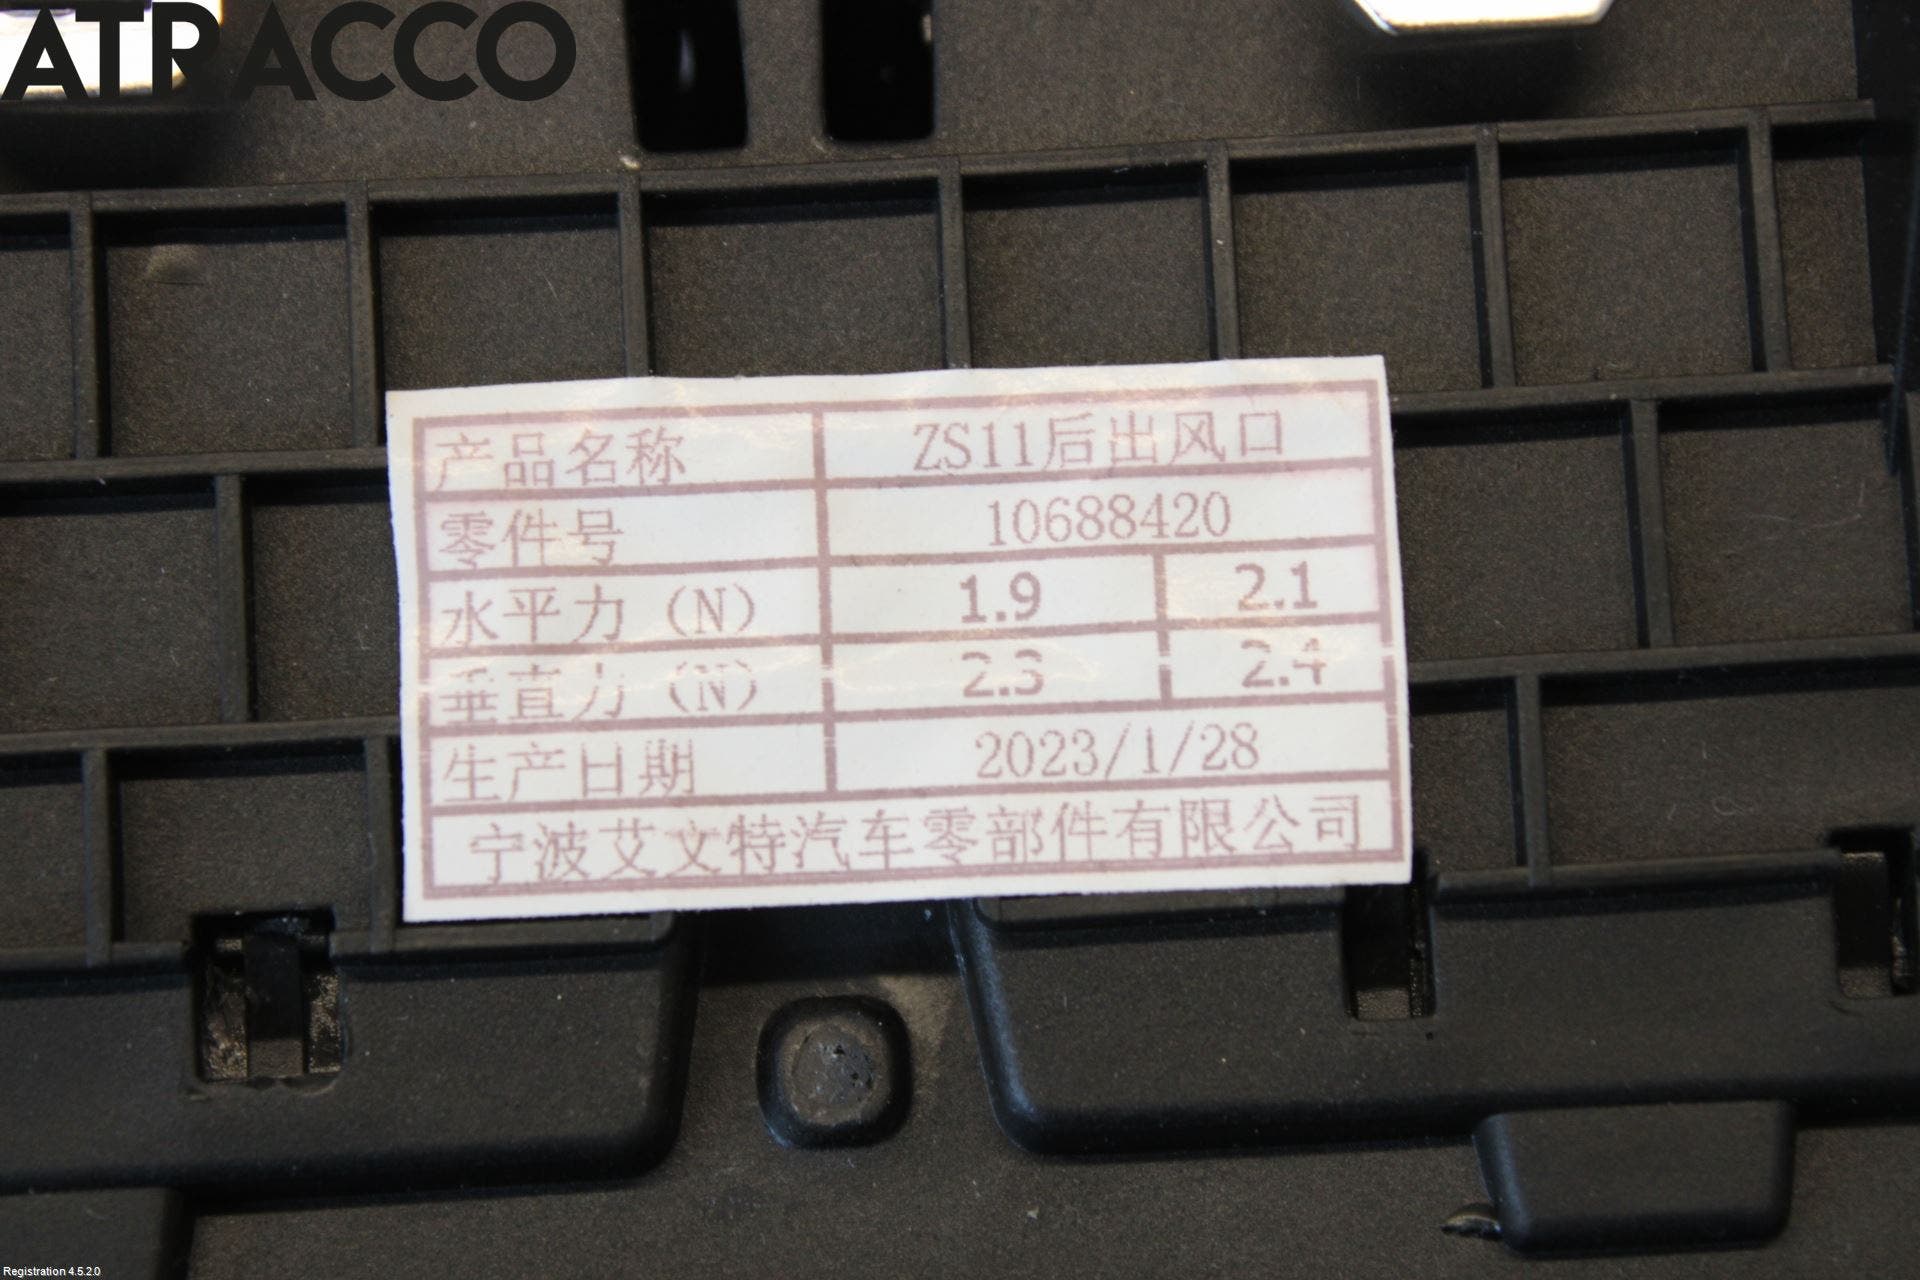 ATRACCO
产品名称 ZS11后出风口
零件号 10688420
水平力 (N) 1.9 2.1
垂直力 (N) 2.3 2.4
生产日期 2023/1/28
宁波艾文特汽车零部件有限公司
Registration 4.5.2.0